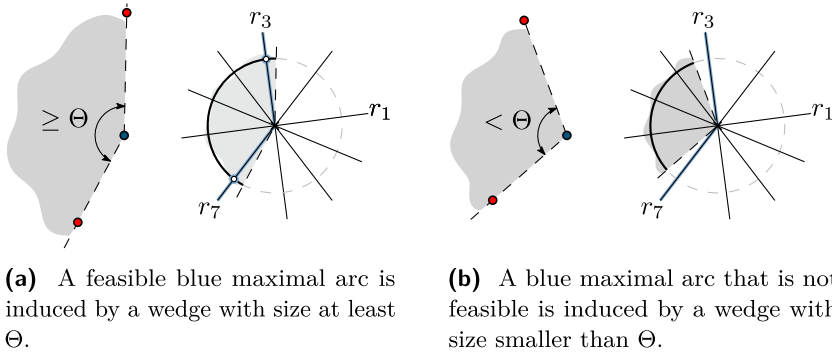 ≥ Θ
r3
r1
r7
< Θ
r3
r1
r7
(a) A feasible blue maximal arc is
induced by a wedge with size at least
Θ.
(b) A blue maximal arc that is not
feasible is induced by a wedge with
size smaller than Θ.